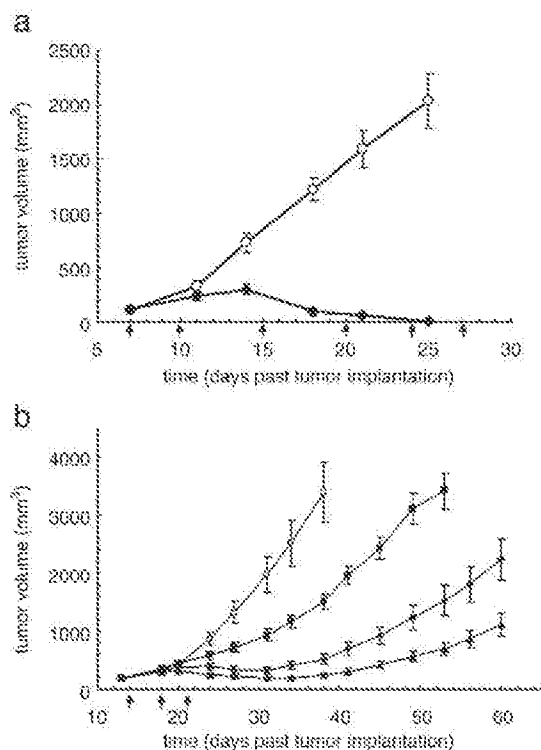 a
2500
2000
1500
1000
500
0
tumor volume (mm³)
5 10 15 20 25 30
time (days past tumor implantation)
b
4000
3000
2000
1000
0
tumor volume (mm³)
10 20 30 40 50 60
time (days past tumor implantation)